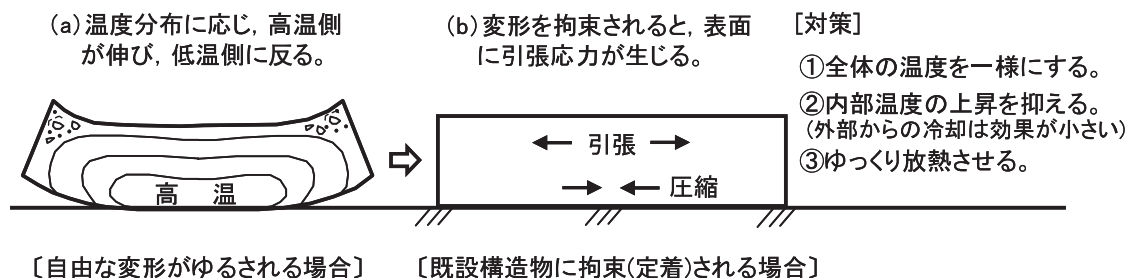 (a)温度分布に応じ,高温側
が伸び,低温側に反る。
(b)変形を拘束されると,表面
に引張応力が生じる。
[対策]
①全体の温度を一様にする。
②内部温度の上昇を抑える。
(外部からの冷却は効果が小さい)
③ゆっくり放熱させる。
高 温
引張
圧縮
〔自由な変形がゆるされる場合〕
〔既設構造物に拘束(定着)される場合〕